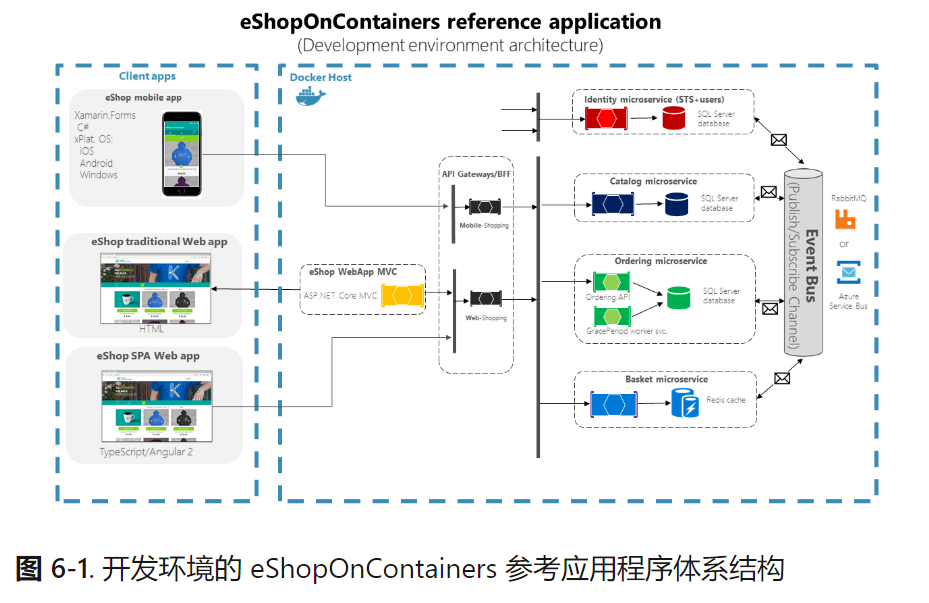 eShopOnContainers reference application
(Development environment architecture)
Client apps
eShop mobile app
Xamarin.Forms
C#
xPlat. OS:
iOS
Android
Windows
eShop traditional Web app
HTML
eShop SPA Web app
TypeScript/Angular 2
Docker Host
eShop WebApp MVC
ASP.NET Core MVC
API Gateways/BFF
Mobile-Shopping
Web-Shopping
Identity microservice (STS+users)
SQL Server
database
Catalog microservice
SQL Server
database
Ordering microservice
Ordering.API
GracePeriod worker svc.
SQL Server
database
Basket microservice
Redis cache
Event Bus
(Publish/Subscribe Channel)
RabbitMQ
or
Azure
Service Bus
图 6-1. 开发环境的 eShopOnContainers 参考应用程序体系结构